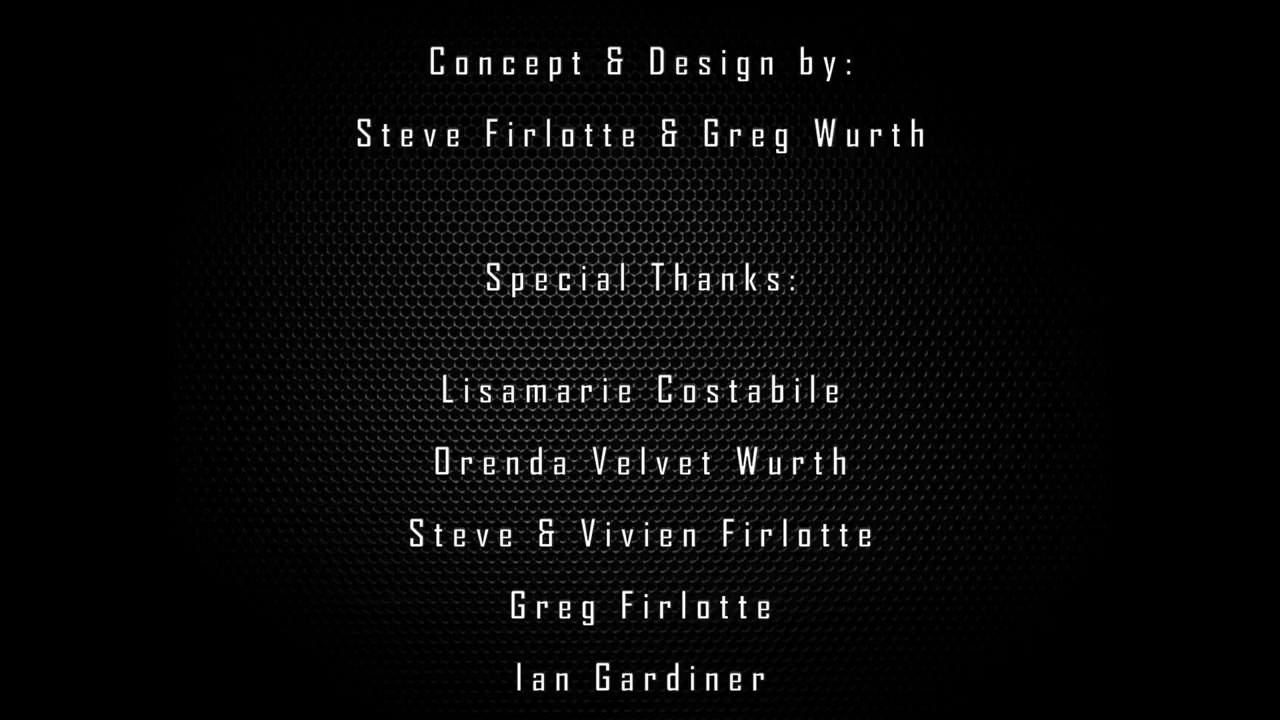 Concept & Design by:
Steve Firlotte & Greg Wurth
Special Thanks:
Lisamarie Costabile
Orenda Velvet Wurth
Steve & Vivien Firlotte
Greg Firlotte
Ian Gardiner